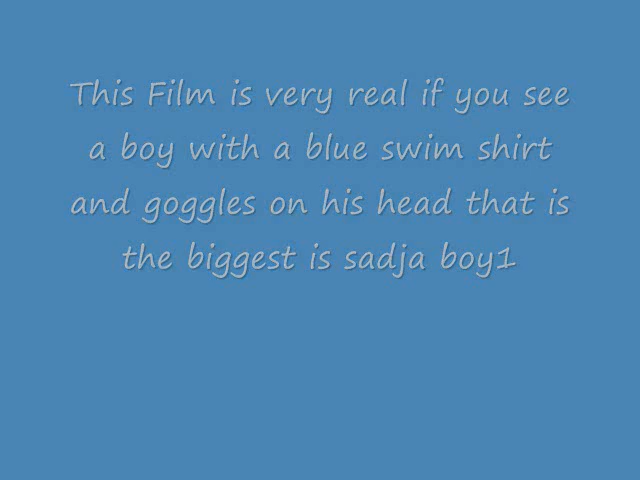 This Film is very real if you see
a boy with a blue swim shirt
and goggles on his head that is
the biggest is sadja boy1